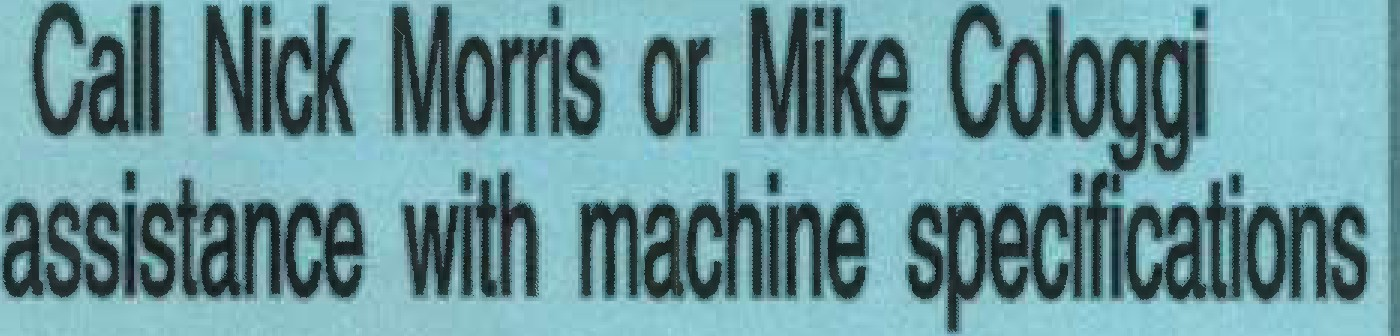 Call Nick Morris or Mike Cologgi
assistance with machine specifications